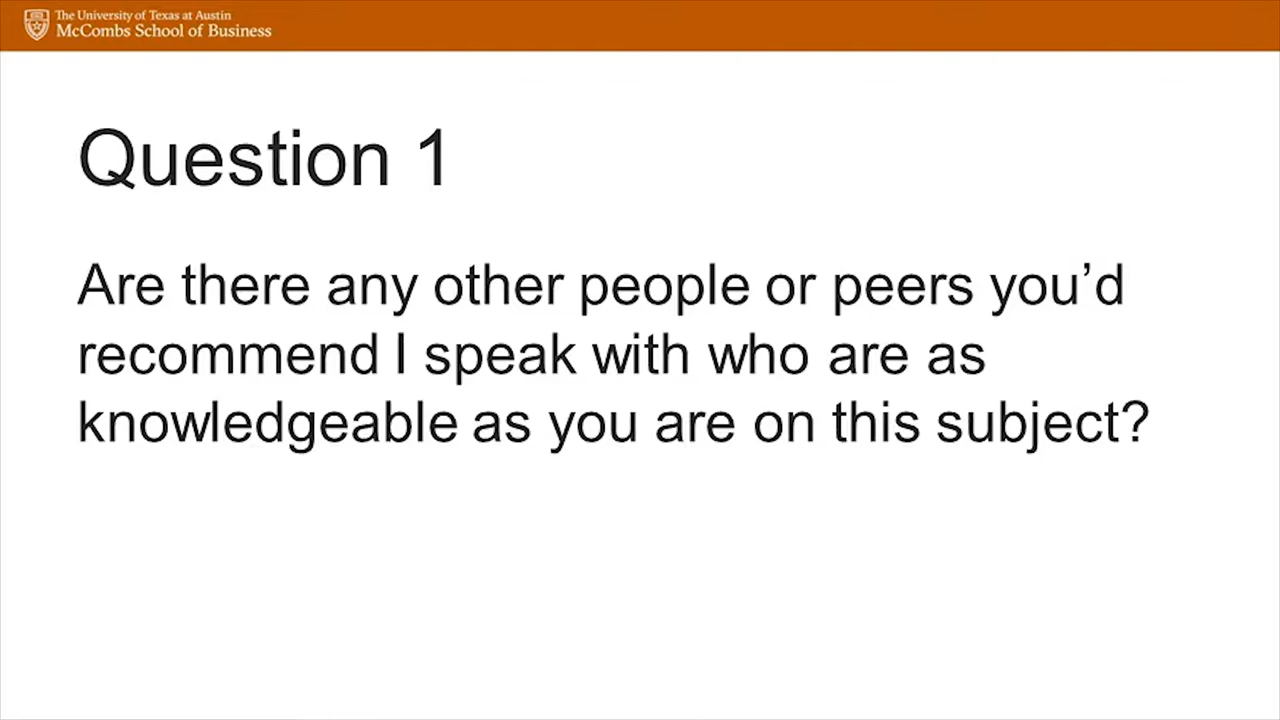 The University of Texas at Austin
McCombs School of Business
Question 1
Are there any other people or peers you’d
recommend I speak with who are as
knowledgeable as you are on this subject?